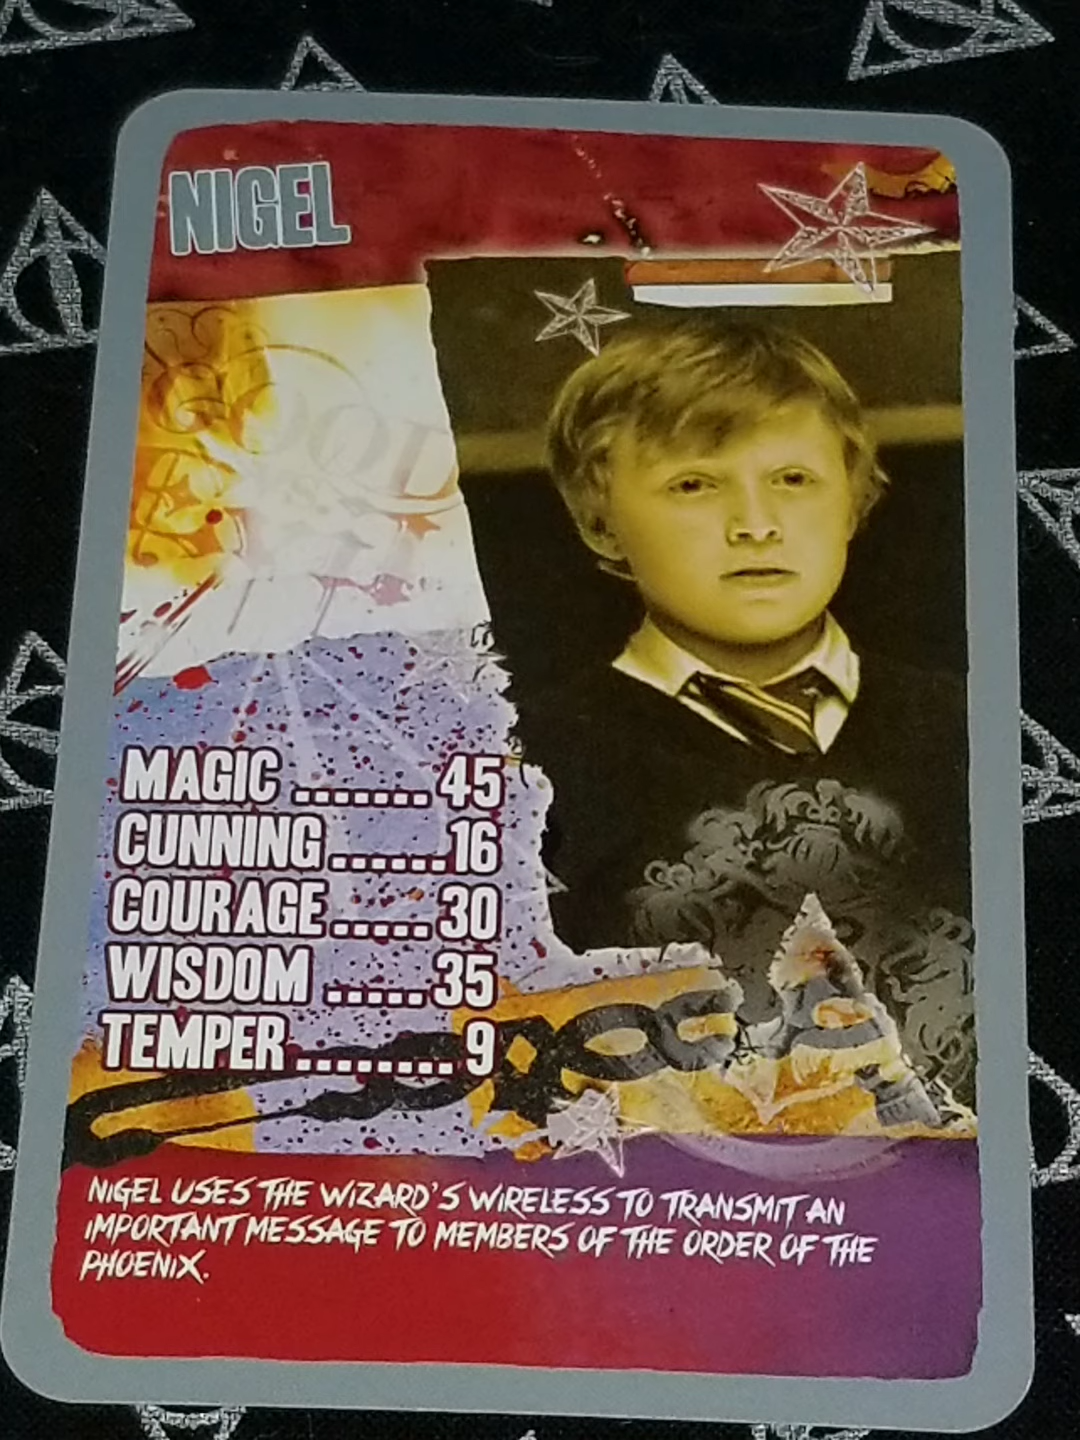 NIGEL
GOOD
MAGIC ....... 45
CUNNING ...... 16
COURAGE ..... 30
WISDOM ..... 35
TEMPER ........ 9
NIGEL USES THE WIZARD'S WIRELESS TO TRANSMIT AN
IMPORTANT MESSAGE TO MEMBERS OF THE ORDER OF THE
PHOENIX.